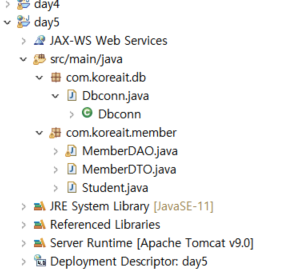 day4
day5
JAX-WS Web Services
src/main/java
com.koreait.db
Dbconn.java
Dbconn
com.koreait.member
MemberDAO.java
MemberDTO.java
Student.java
JRE System Library [JavaSE-11]
Referenced Libraries
Server Runtime [Apache Tomcat v9.0]
Deployment Descriptor: day5